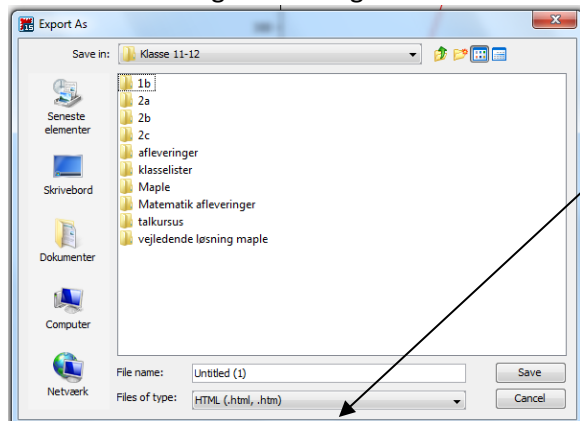 Export As
Save in:
Klasse 11-12
1b
2a
2b
2c
afleveringer
klasselister
Maple
Matematik afleveringer
talkursus
vejledende løsning maple
Seneste
elementer
Skrivebord
Dokumenter
Computer
Netværk
File name:
Untitled (1)
Save
Files of type:
HTML (.html, .htm)
Cancel